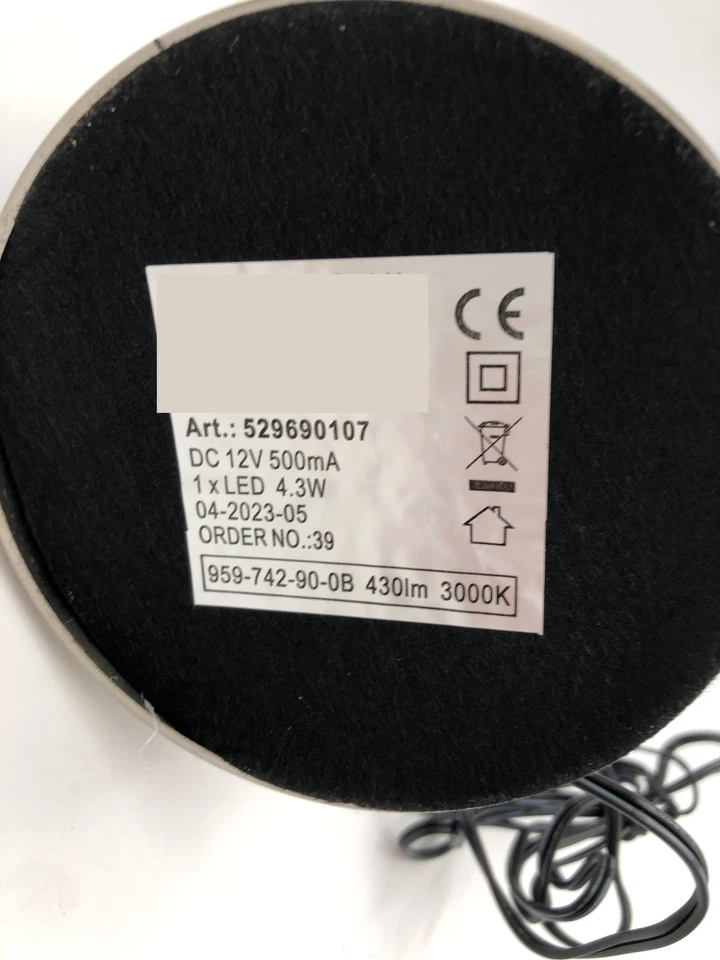 CE
Art.: 529690107
DC 12V 500mA
1 x LED 4.3W
04-2023-05
ORDER NO.:39
959-742-90-0B 430lm 3000K